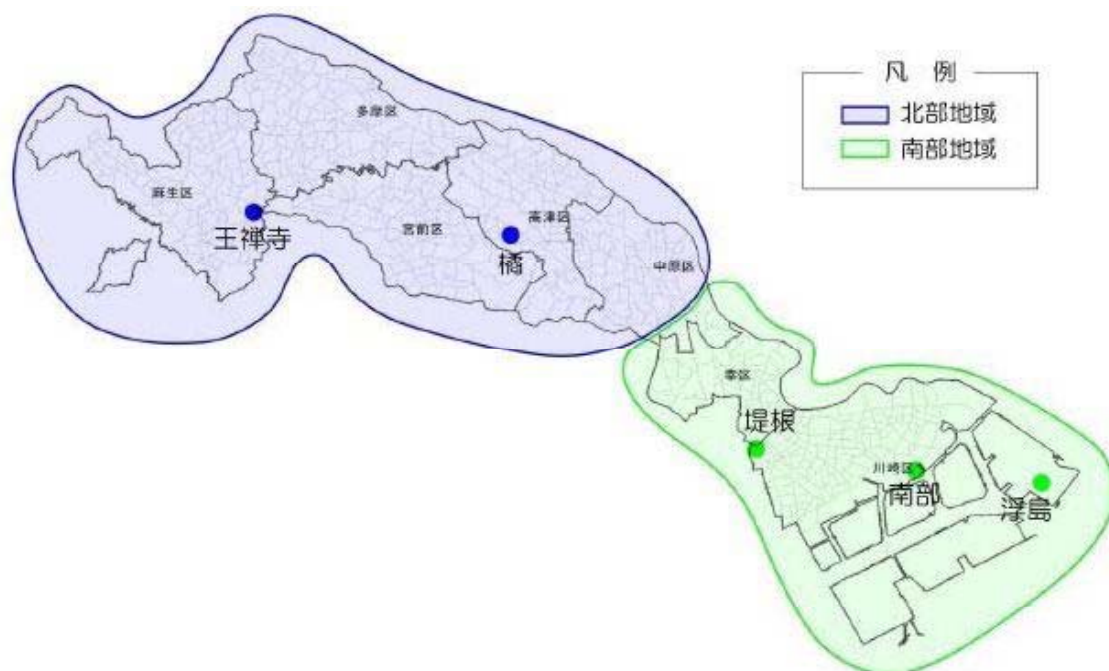 凡 例
北部地域
南部地域
多摩区
麻生区
王禅寺
宮前区
高津区
橘
中原区
幸区
堤根
川崎区
南部
浮島